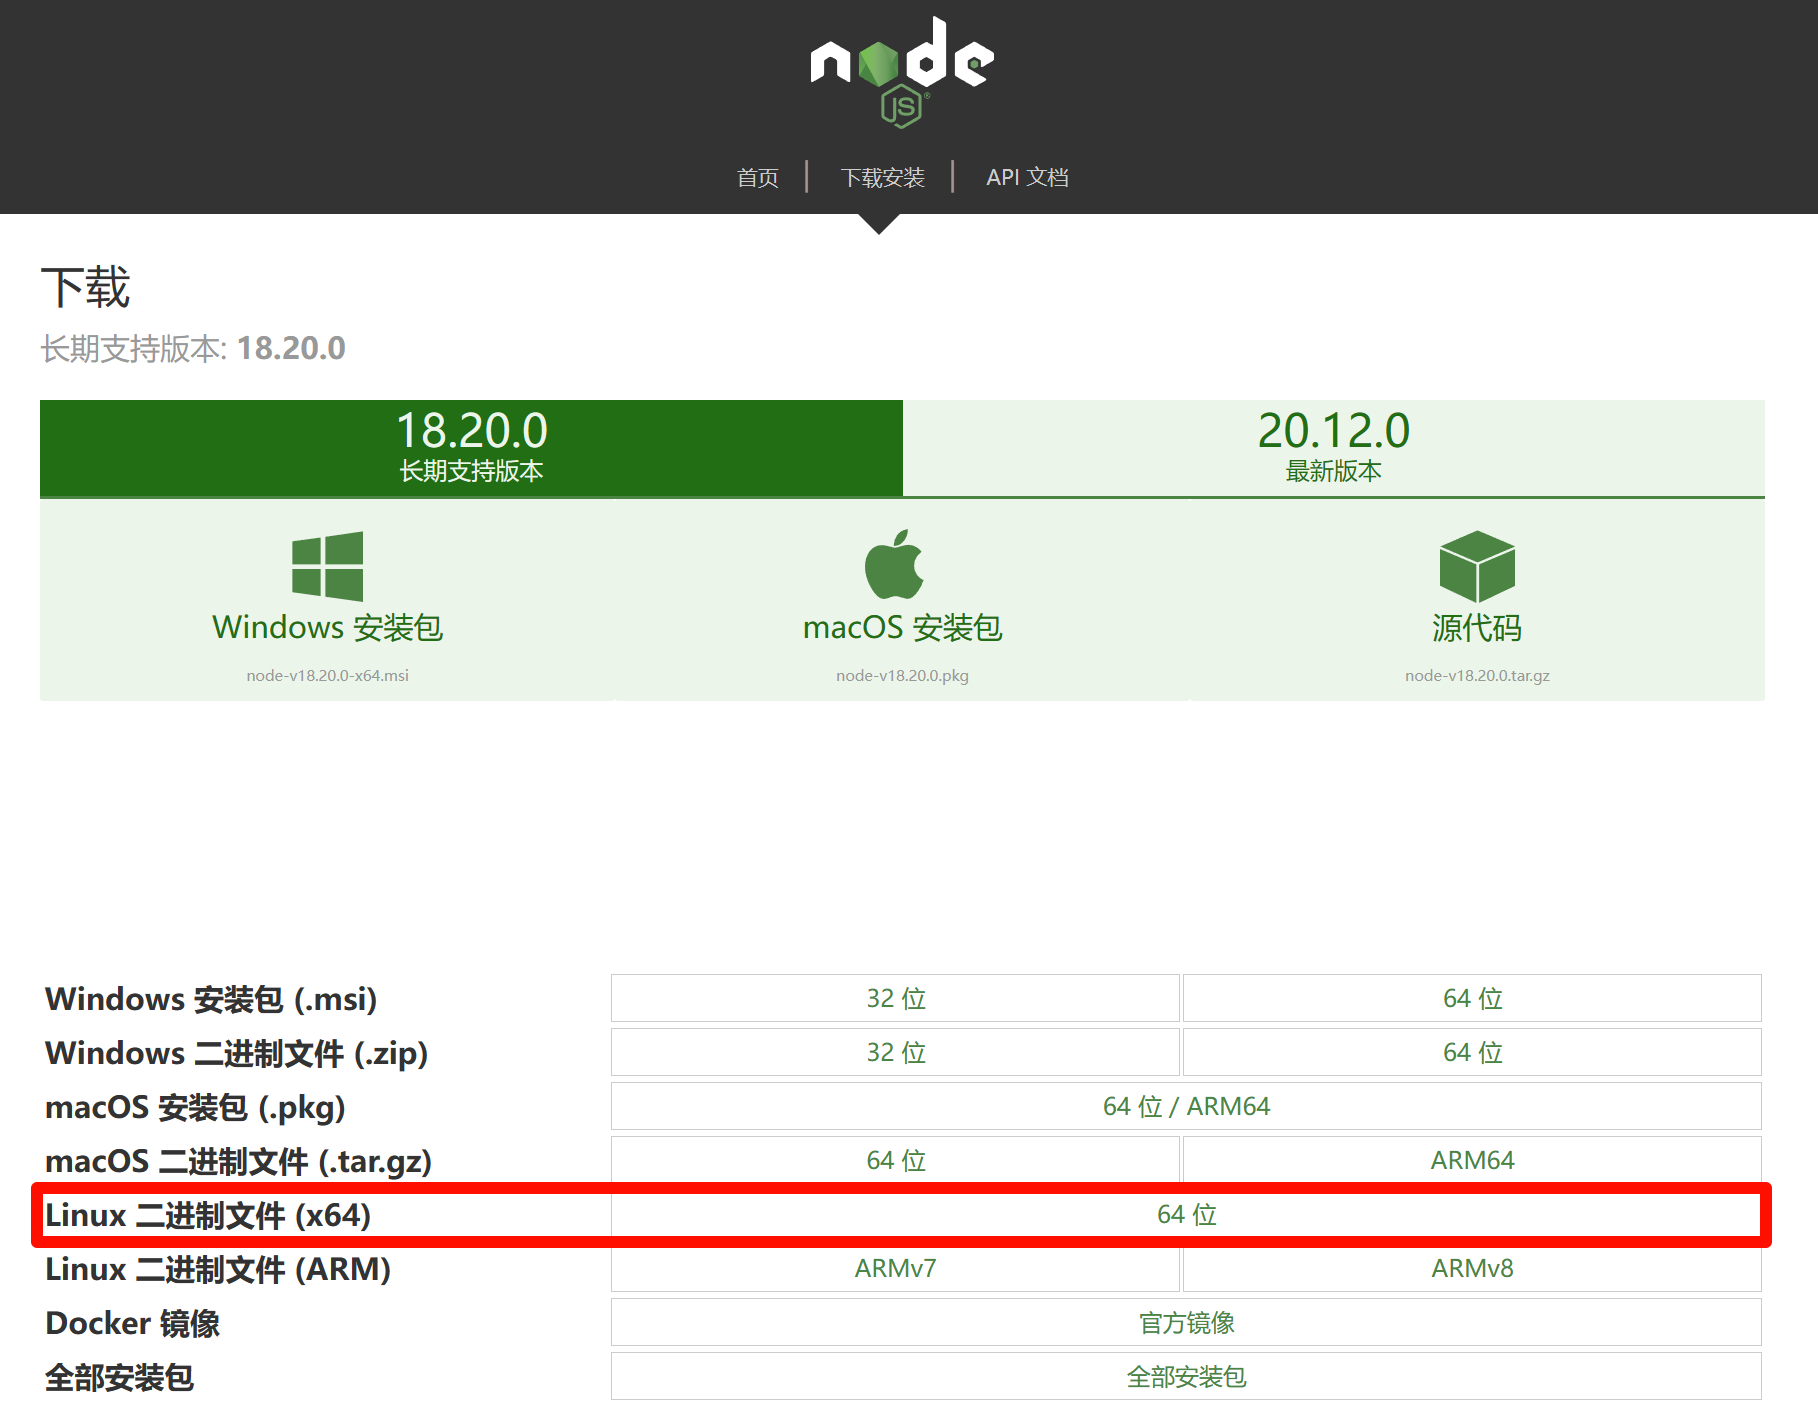 node
JS®
首页 | 下载安装 | API 文档
下载
长期支持版本: 18.20.0
18.20.0
长期支持版本
20.12.0
最新版本
Windows 安装包
node-v18.20.0-x64.msi
macOS 安装包
node-v18.20.0.pkg
源代码
node-v18.20.0.tar.gz
Windows 安装包 (.msi) 32 位 64 位
Windows 二进制文件 (.zip) 32 位 64 位
macOS 安装包 (.pkg) 64 位 / ARM64
macOS 二进制文件 (.tar.gz) 64 位 ARM64
Linux 二进制文件 (x64) 64 位
Linux 二进制文件 (ARM) ARMv7 ARMv8
Docker 镜像 官方镜像
全部安装包 全部安装包